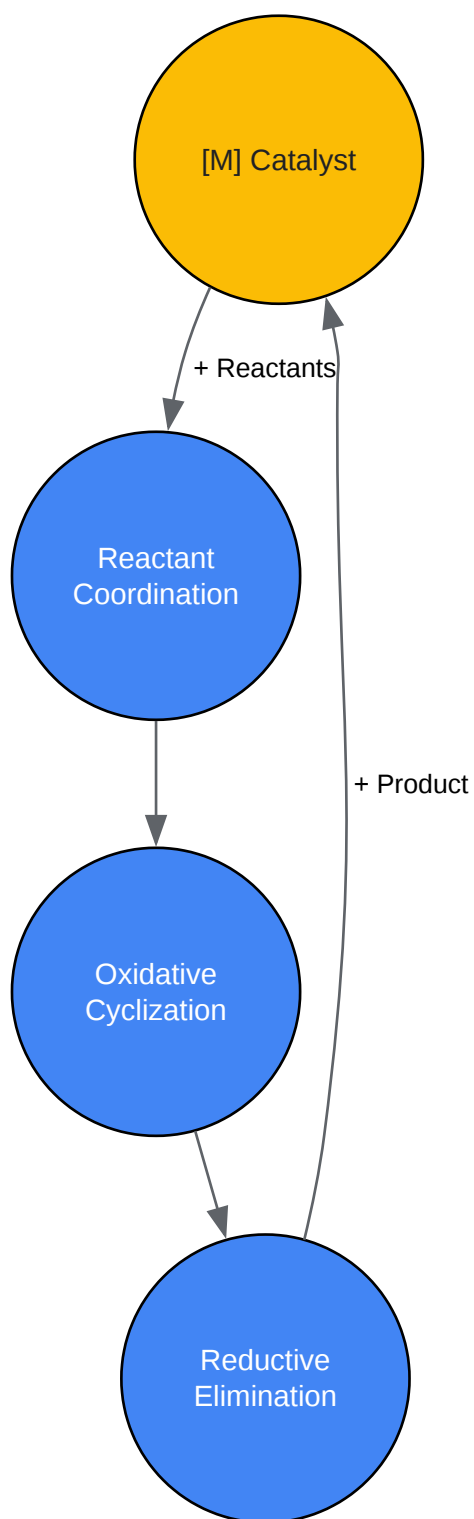 [M] Catalyst
+ Reactants
Reactant
Coordination
+ Product
Oxidative
Cyclization
Reductive
Elimination